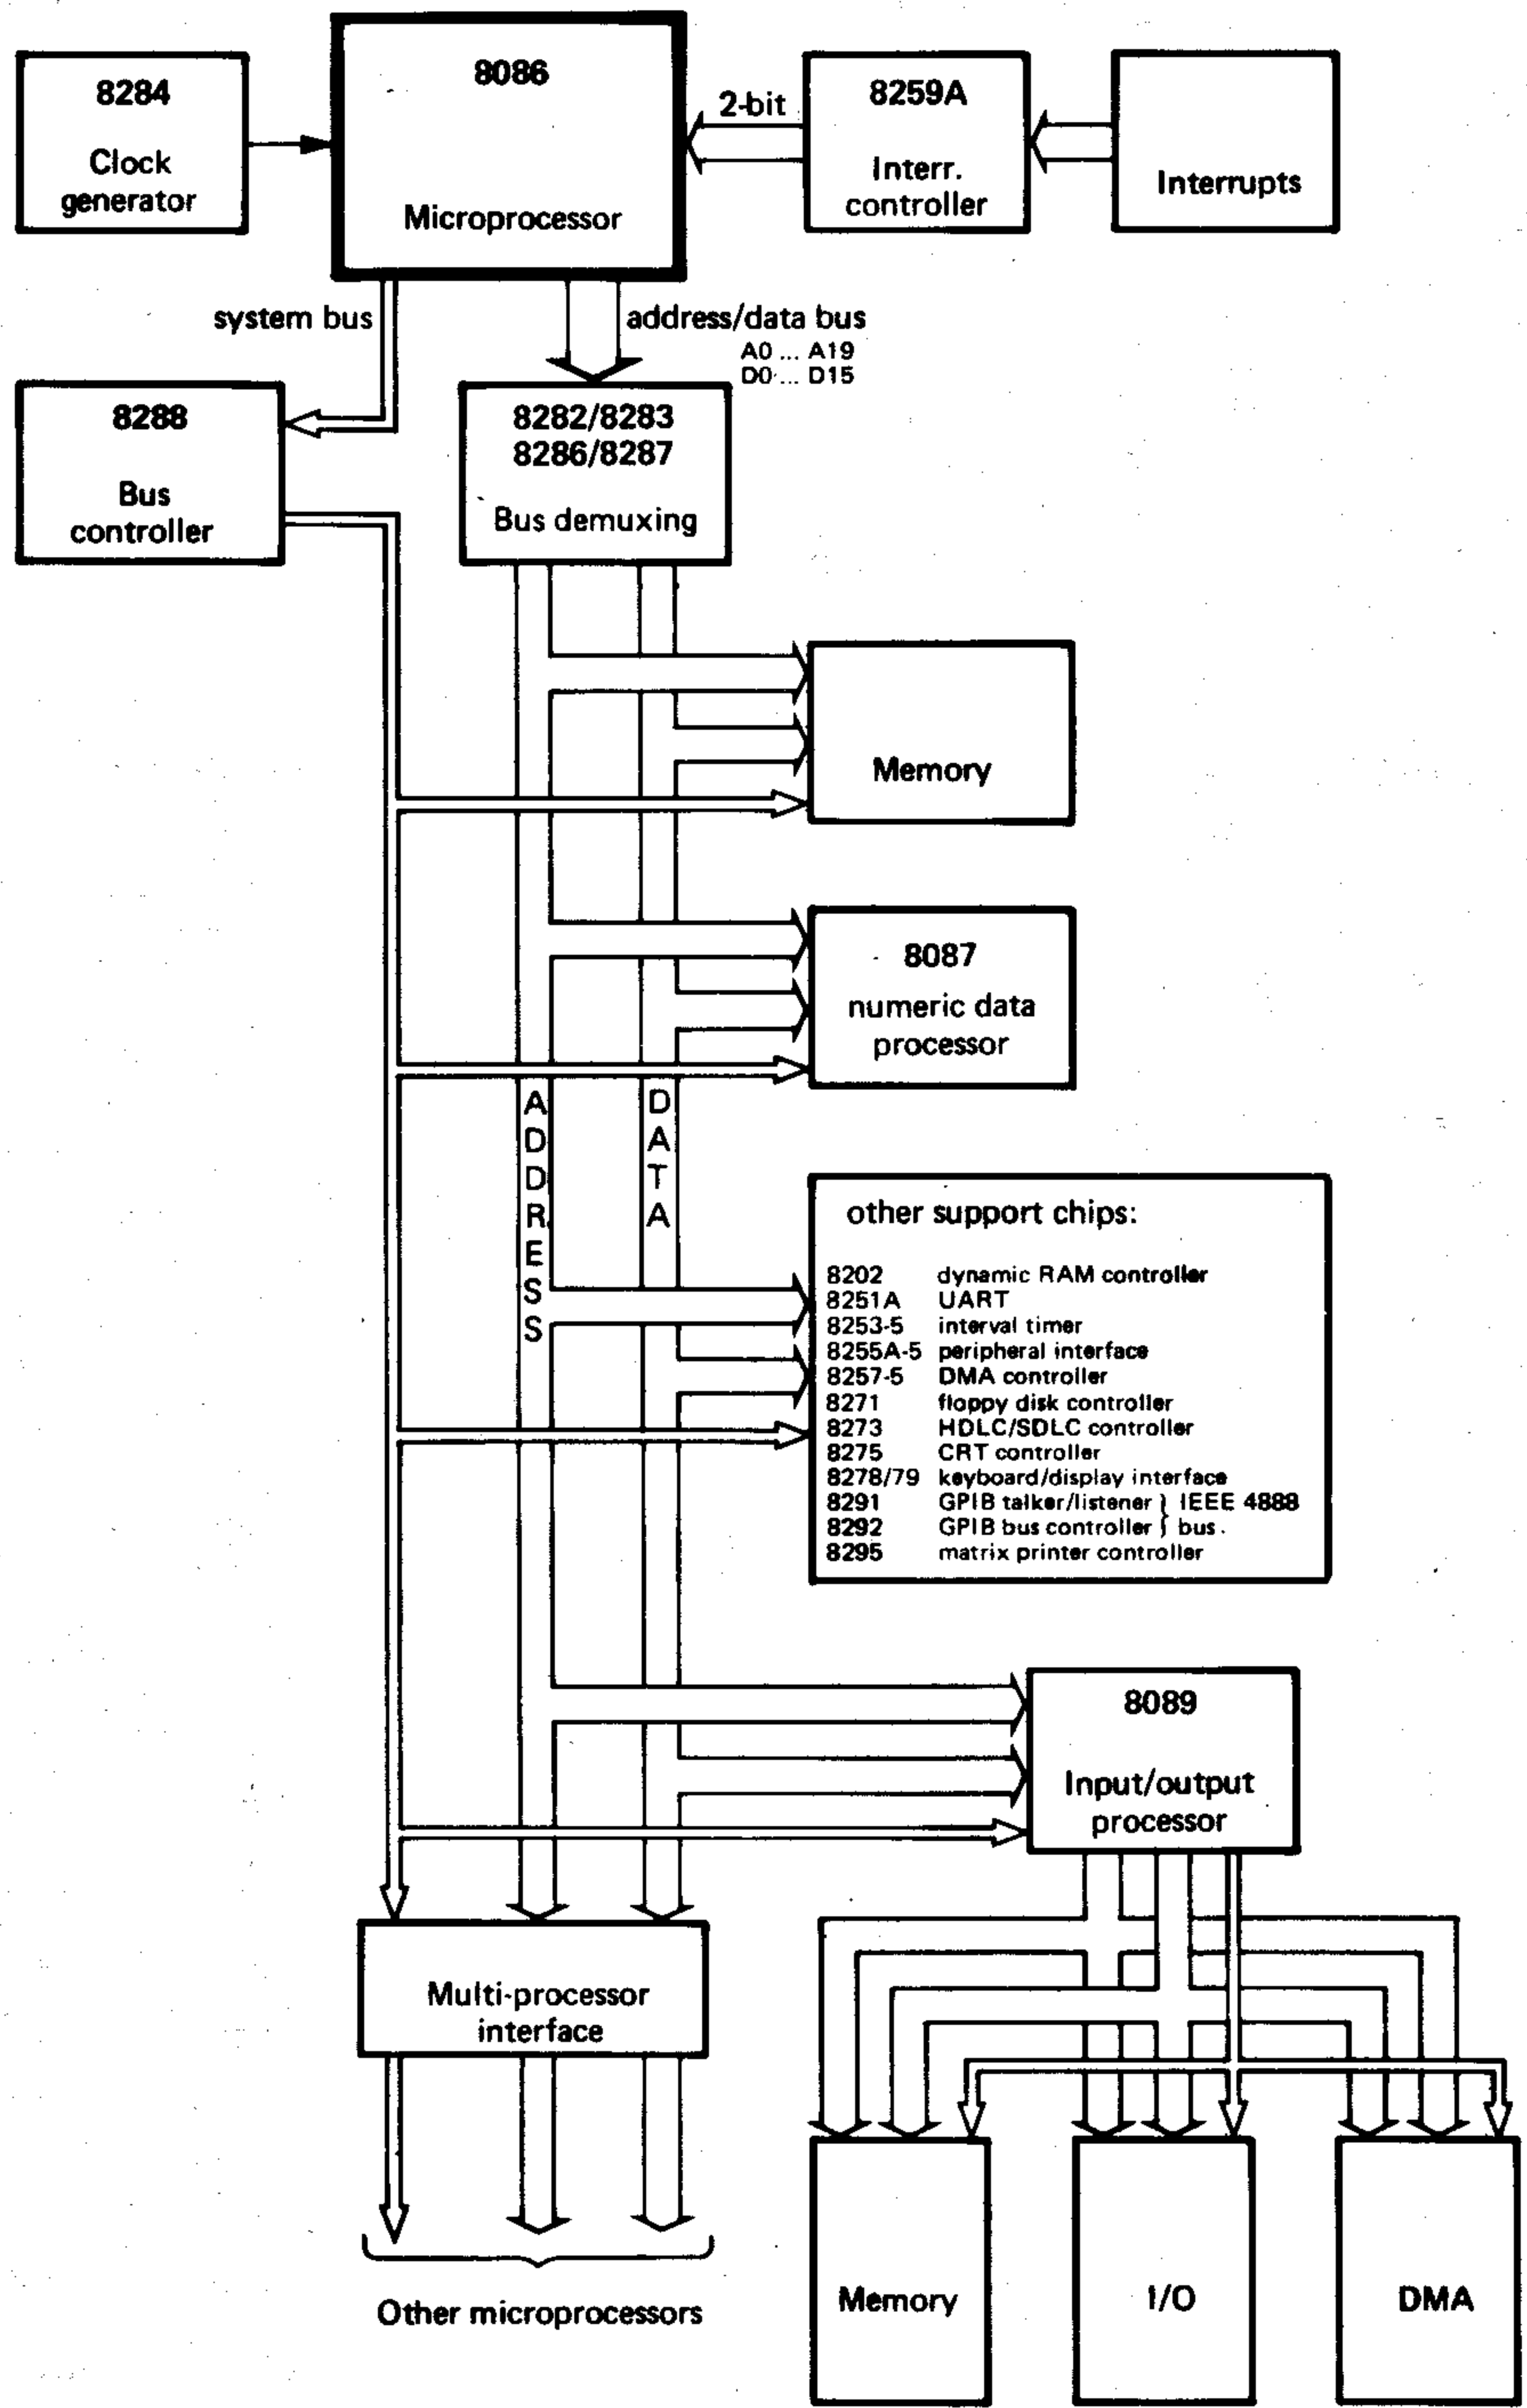 8284
Clock
generator
8086
Microprocessor
2-bit
8259A
Interr.
controller
Interrupts
system bus
address/data bus
A0 ... A19
D0 ... D15
8288
Bus
controller
8282/8283
8286/8287
Bus demuxing
Memory
8087
numeric data
processor
ADDRESS
DATA
other support chips:
8202 dynamic RAM controller
8251A UART
8253-5 interval timer
8255A-5 peripheral interface
8257-5 DMA controller
8271 floppy disk controller
8273 HDLC/SDLC controller
8275 CRT controller
8278/79 keyboard/display interface
8291 GPIB talker/listener } IEEE 4888
8292 GPIB bus controller } bus.
8295 matrix printer controller
8089
Input/output
processor
Multi-processor
interface
Other microprocessors
Memory
I/O
DMA